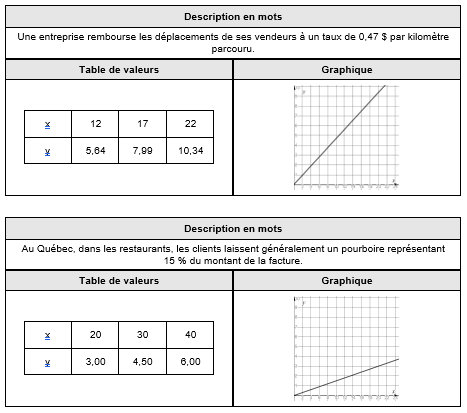 Description en mots
Une entreprise rembourse les déplacements de ses vendeurs à un taux de 0,47 $ par kilomètre
parcouru.
Table de valeurs
Graphique
x 12 17 22
y 5,64 7,99 10,34
Description en mots
Au Québec, dans les restaurants, les clients laissent généralement un pourboire représentant
15 % du montant de la facture.
Table de valeurs
Graphique
x 20 30 40
y 3,00 4,50 6,00